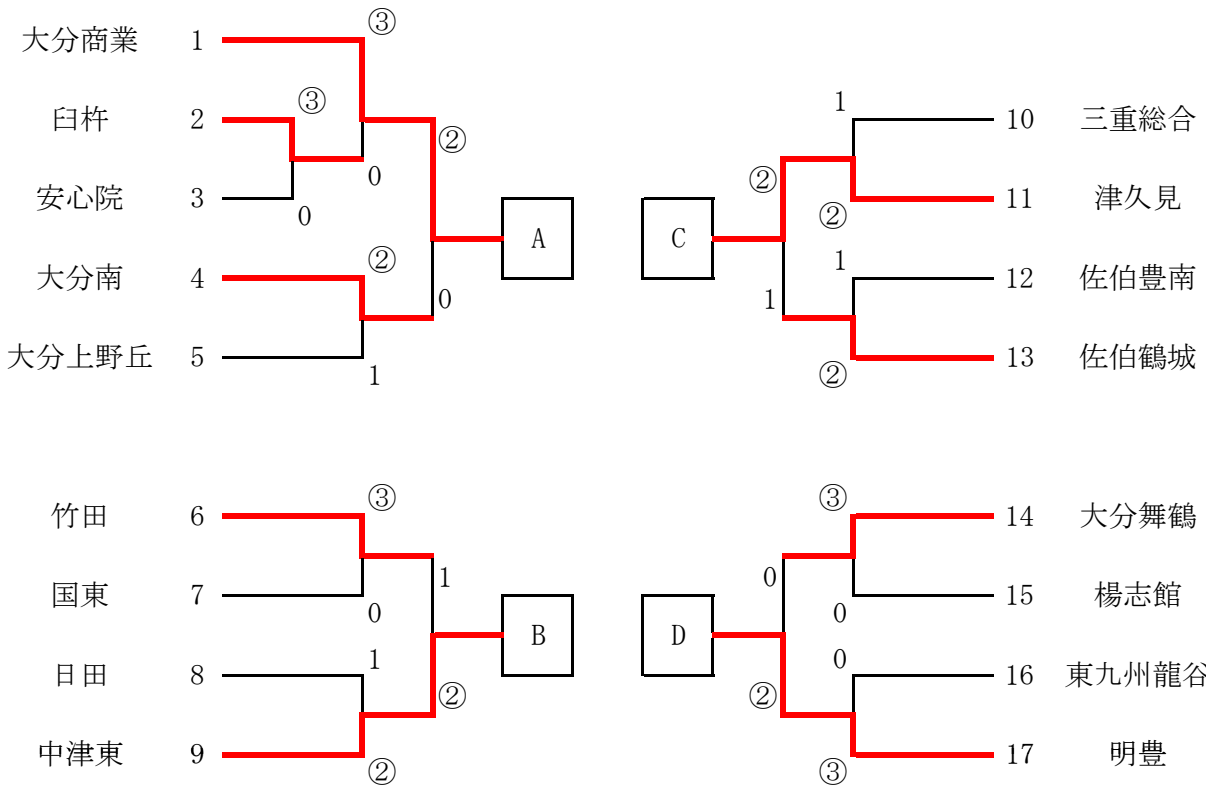 ③
大分商業 1
1
10 三重総合
③
臼杵 2
②
②
0
安心院 3
0
②
11 津久見
A
C
②
1
大分南 4
12 佐伯豊南
0
1
大分上野丘 5
1
②
13 佐伯鶴城
③
③
竹田 6
14 大分舞鶴
1
0
国東 7
0
0
15 楊志館
B
D
1
0
日田 8
16 東九州龍谷
②
②
中津東 9
②
③
17 明豊